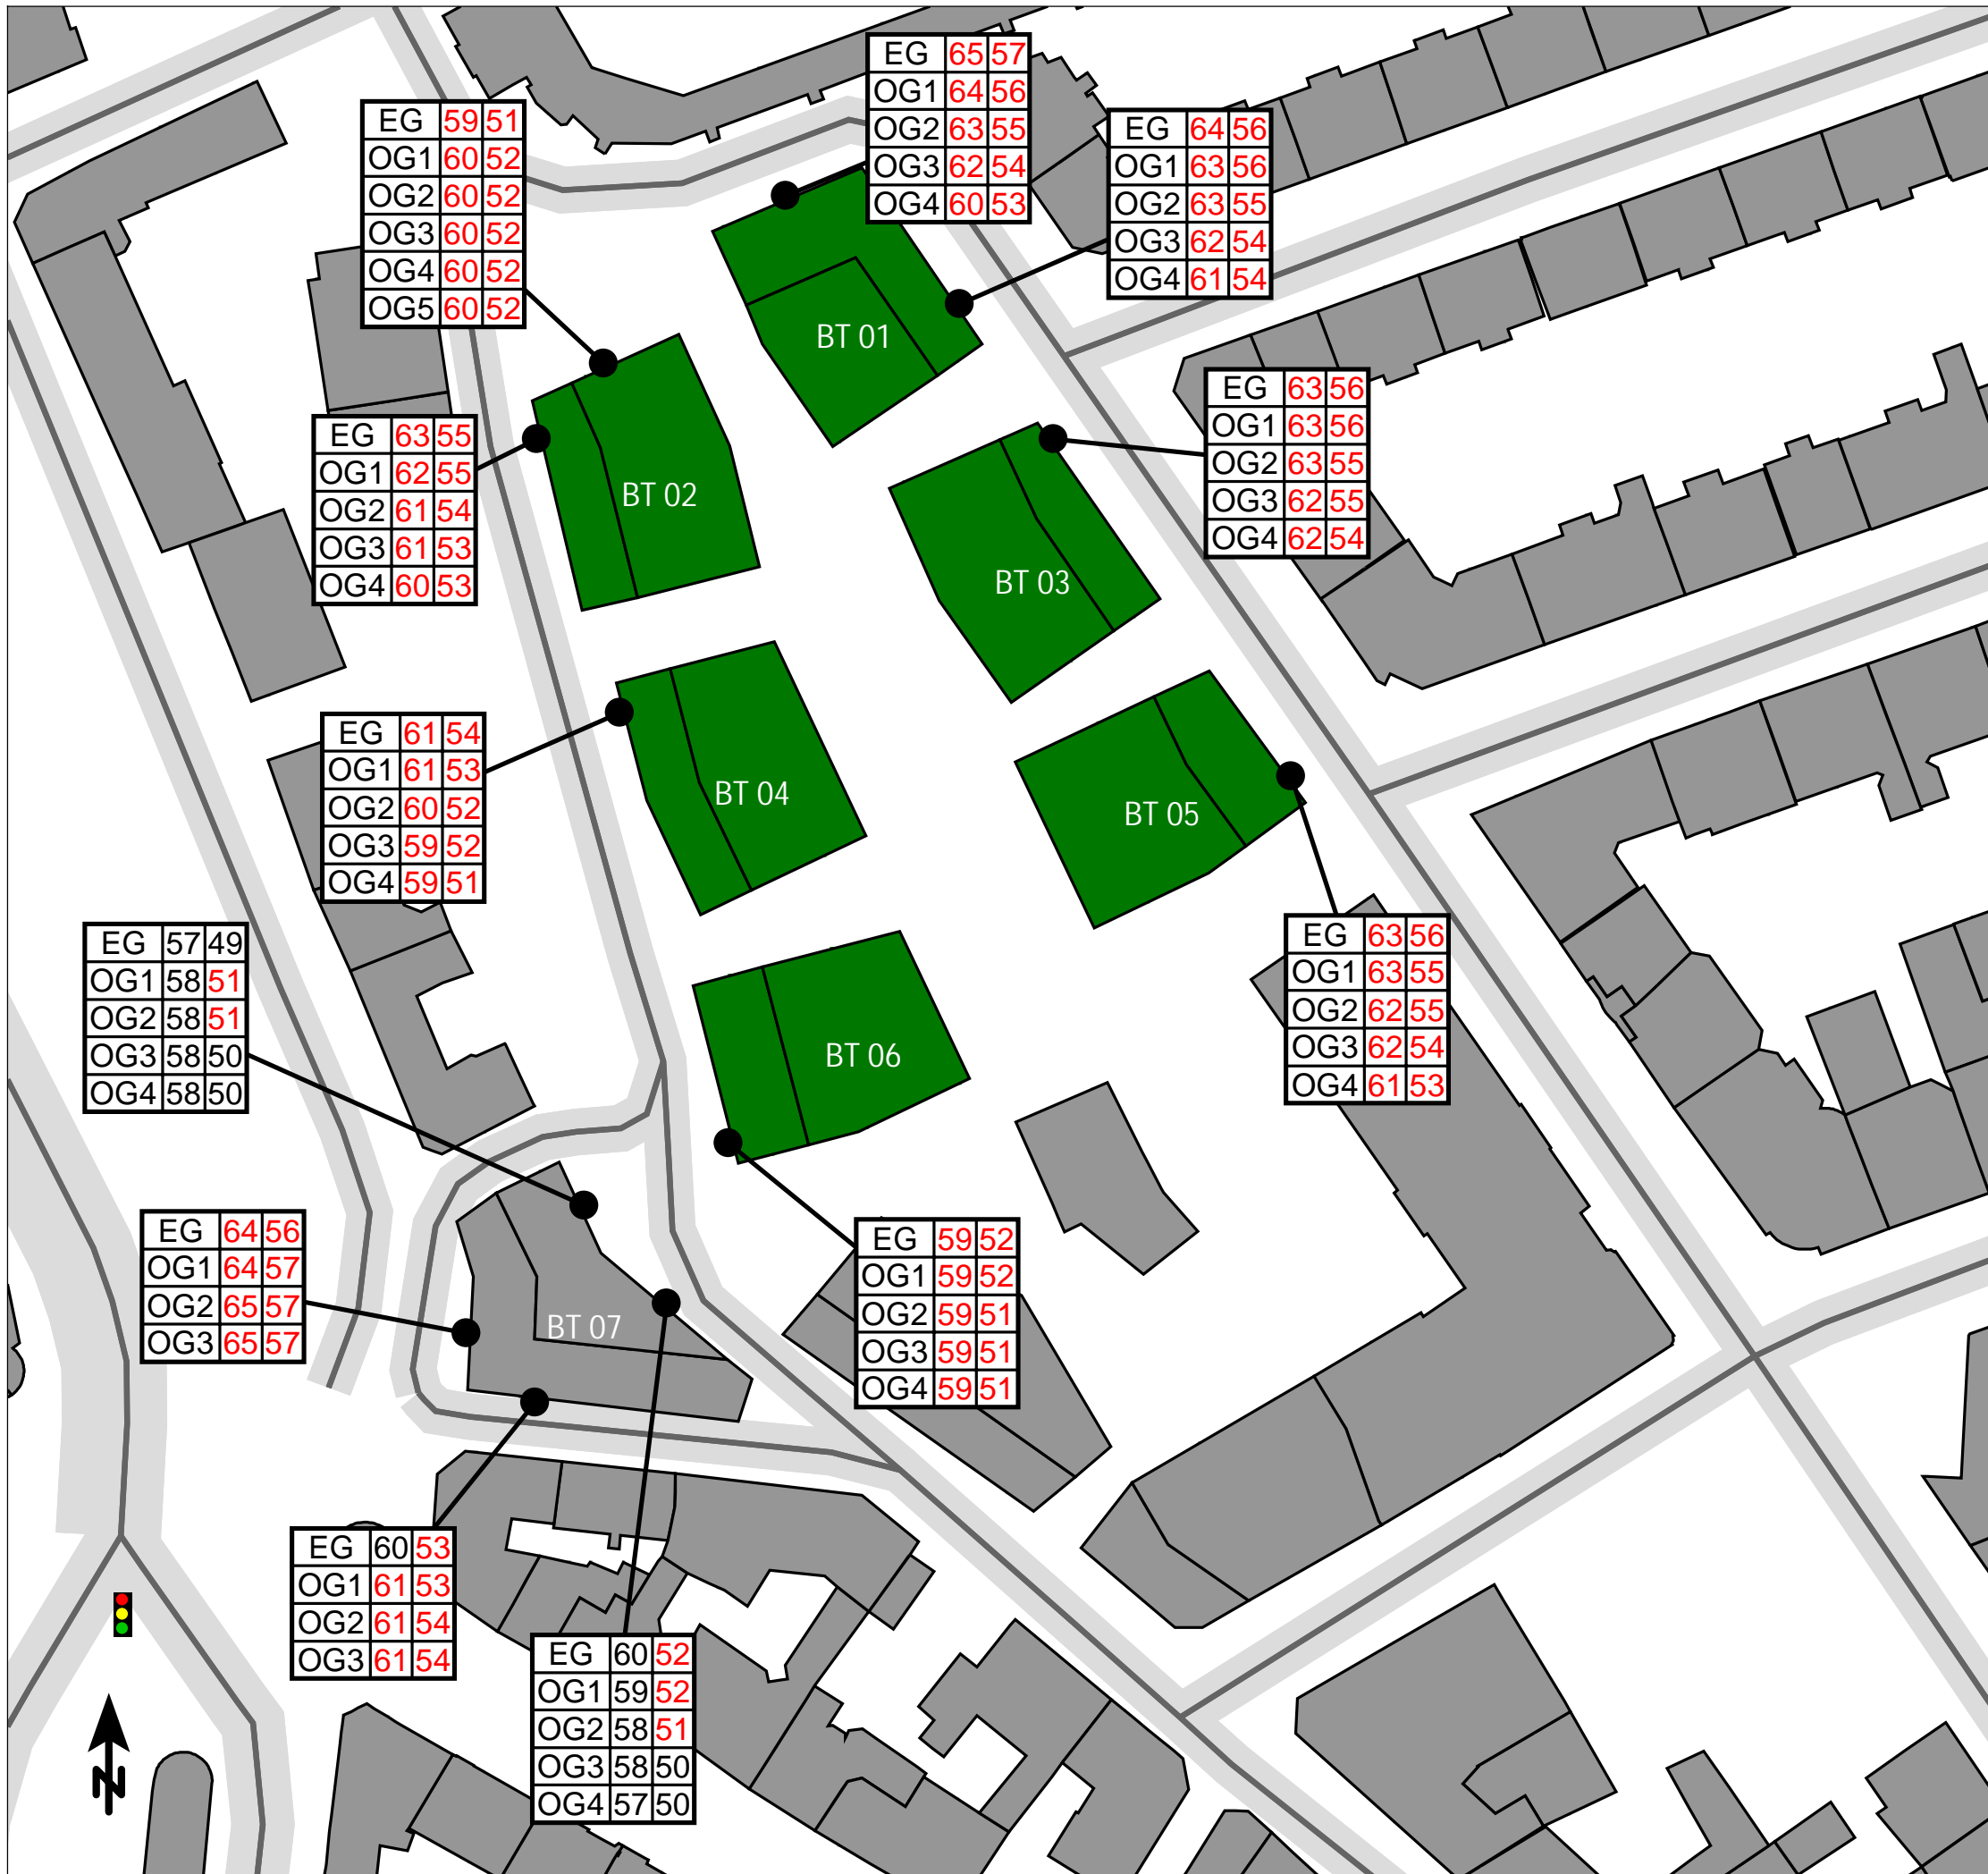 EG 65 57
OG1 64 56
OG2 63 55
OG3 62 54
OG4 60 53
EG 59 51
OG1 60 52
OG2 60 52
OG3 60 52
OG4 60 52
OG5 60 52
EG 64 56
OG1 63 56
OG2 63 55
OG3 62 54
OG4 61 54
BT 01
EG 63 56
OG1 63 56
OG2 63 55
OG3 62 55
OG4 62 54
EG 63 55
OG1 62 55
OG2 61 54
OG3 61 53
OG4 60 53
BT 02
BT 03
EG 61 54
OG1 61 53
OG2 60 52
OG3 59 52
OG4 59 51
BT 04
BT 05
EG 57 49
OG1 58 51
OG2 58 51
OG3 58 50
OG4 58 50
EG 63 56
OG1 63 55
OG2 62 55
OG3 62 54
OG4 61 53
BT 06
EG 64 56
OG1 64 57
OG2 65 57
OG3 65 57
EG 59 52
OG1 59 52
OG2 59 51
OG3 59 51
OG4 59 51
BT 07
EG 60 53
OG1 61 53
OG2 61 54
OG3 61 54
EG 60 52
OG1 59 52
OG2 58 51
OG3 58 50
OG4 57 50
N